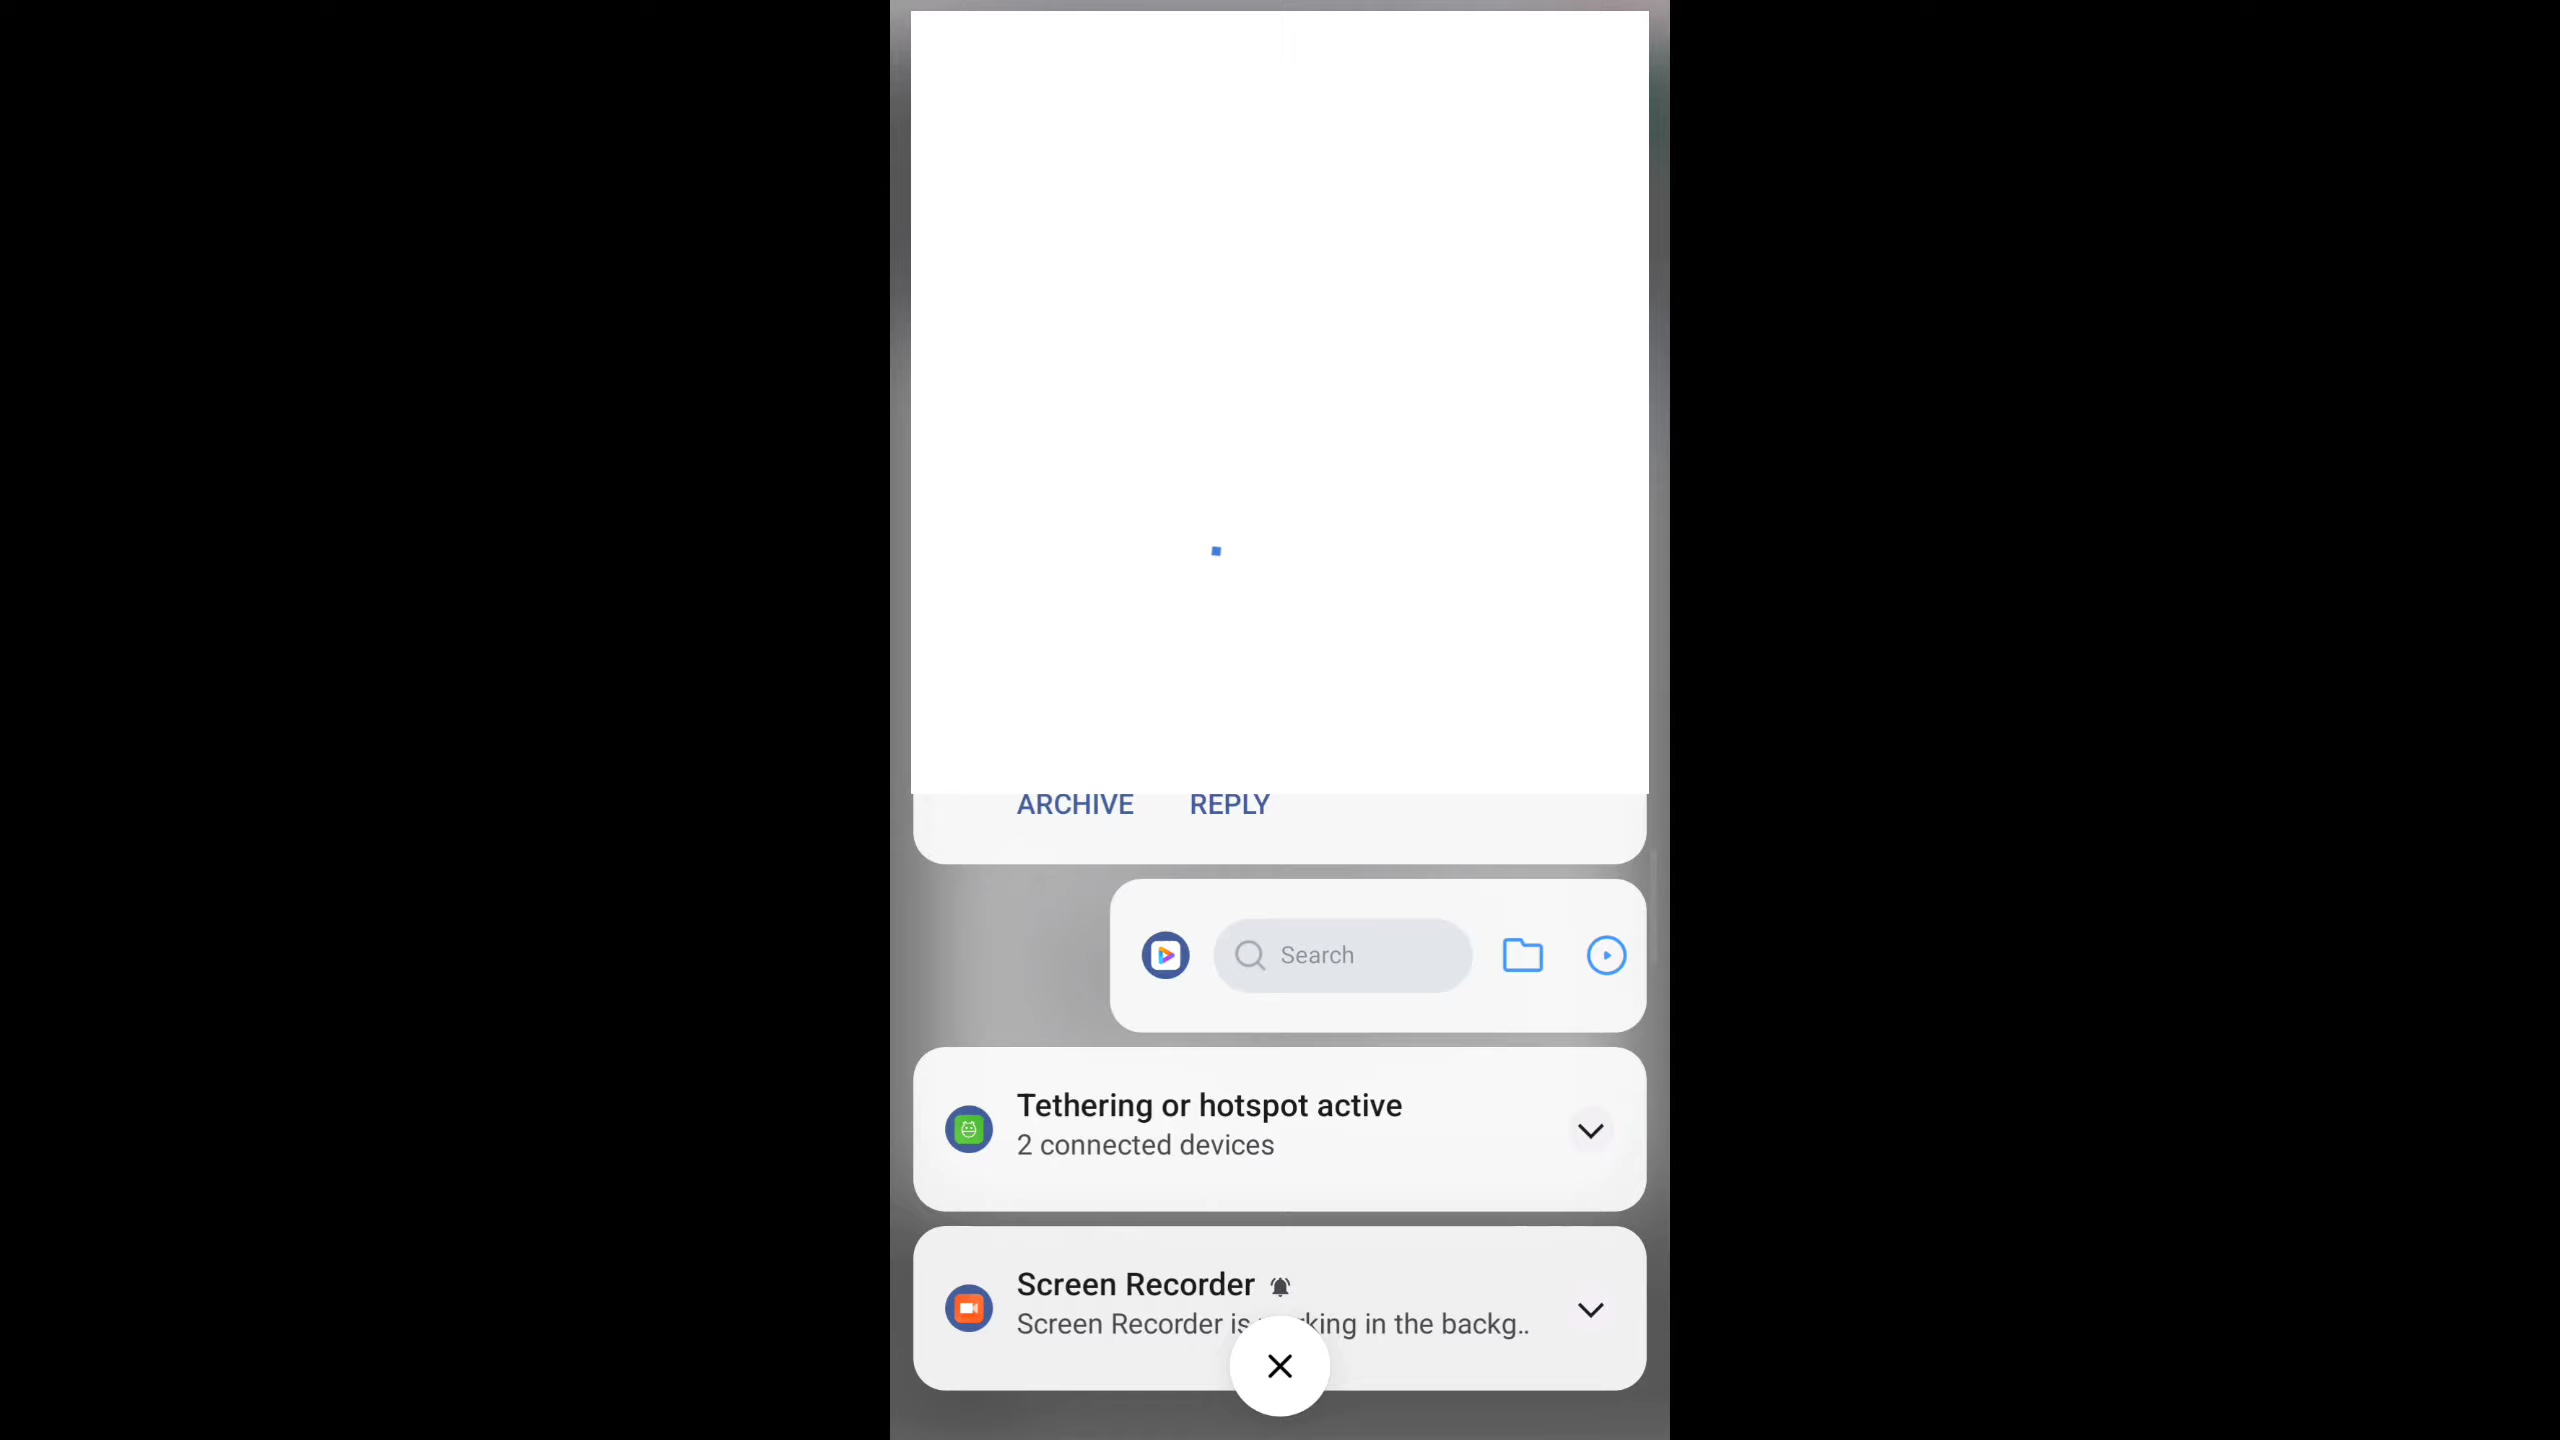 ARCHIVE REPLY
Search
Tethering or hotspot active
2 connected devices
Screen Recorder
Screen Recorder is king in the backg..